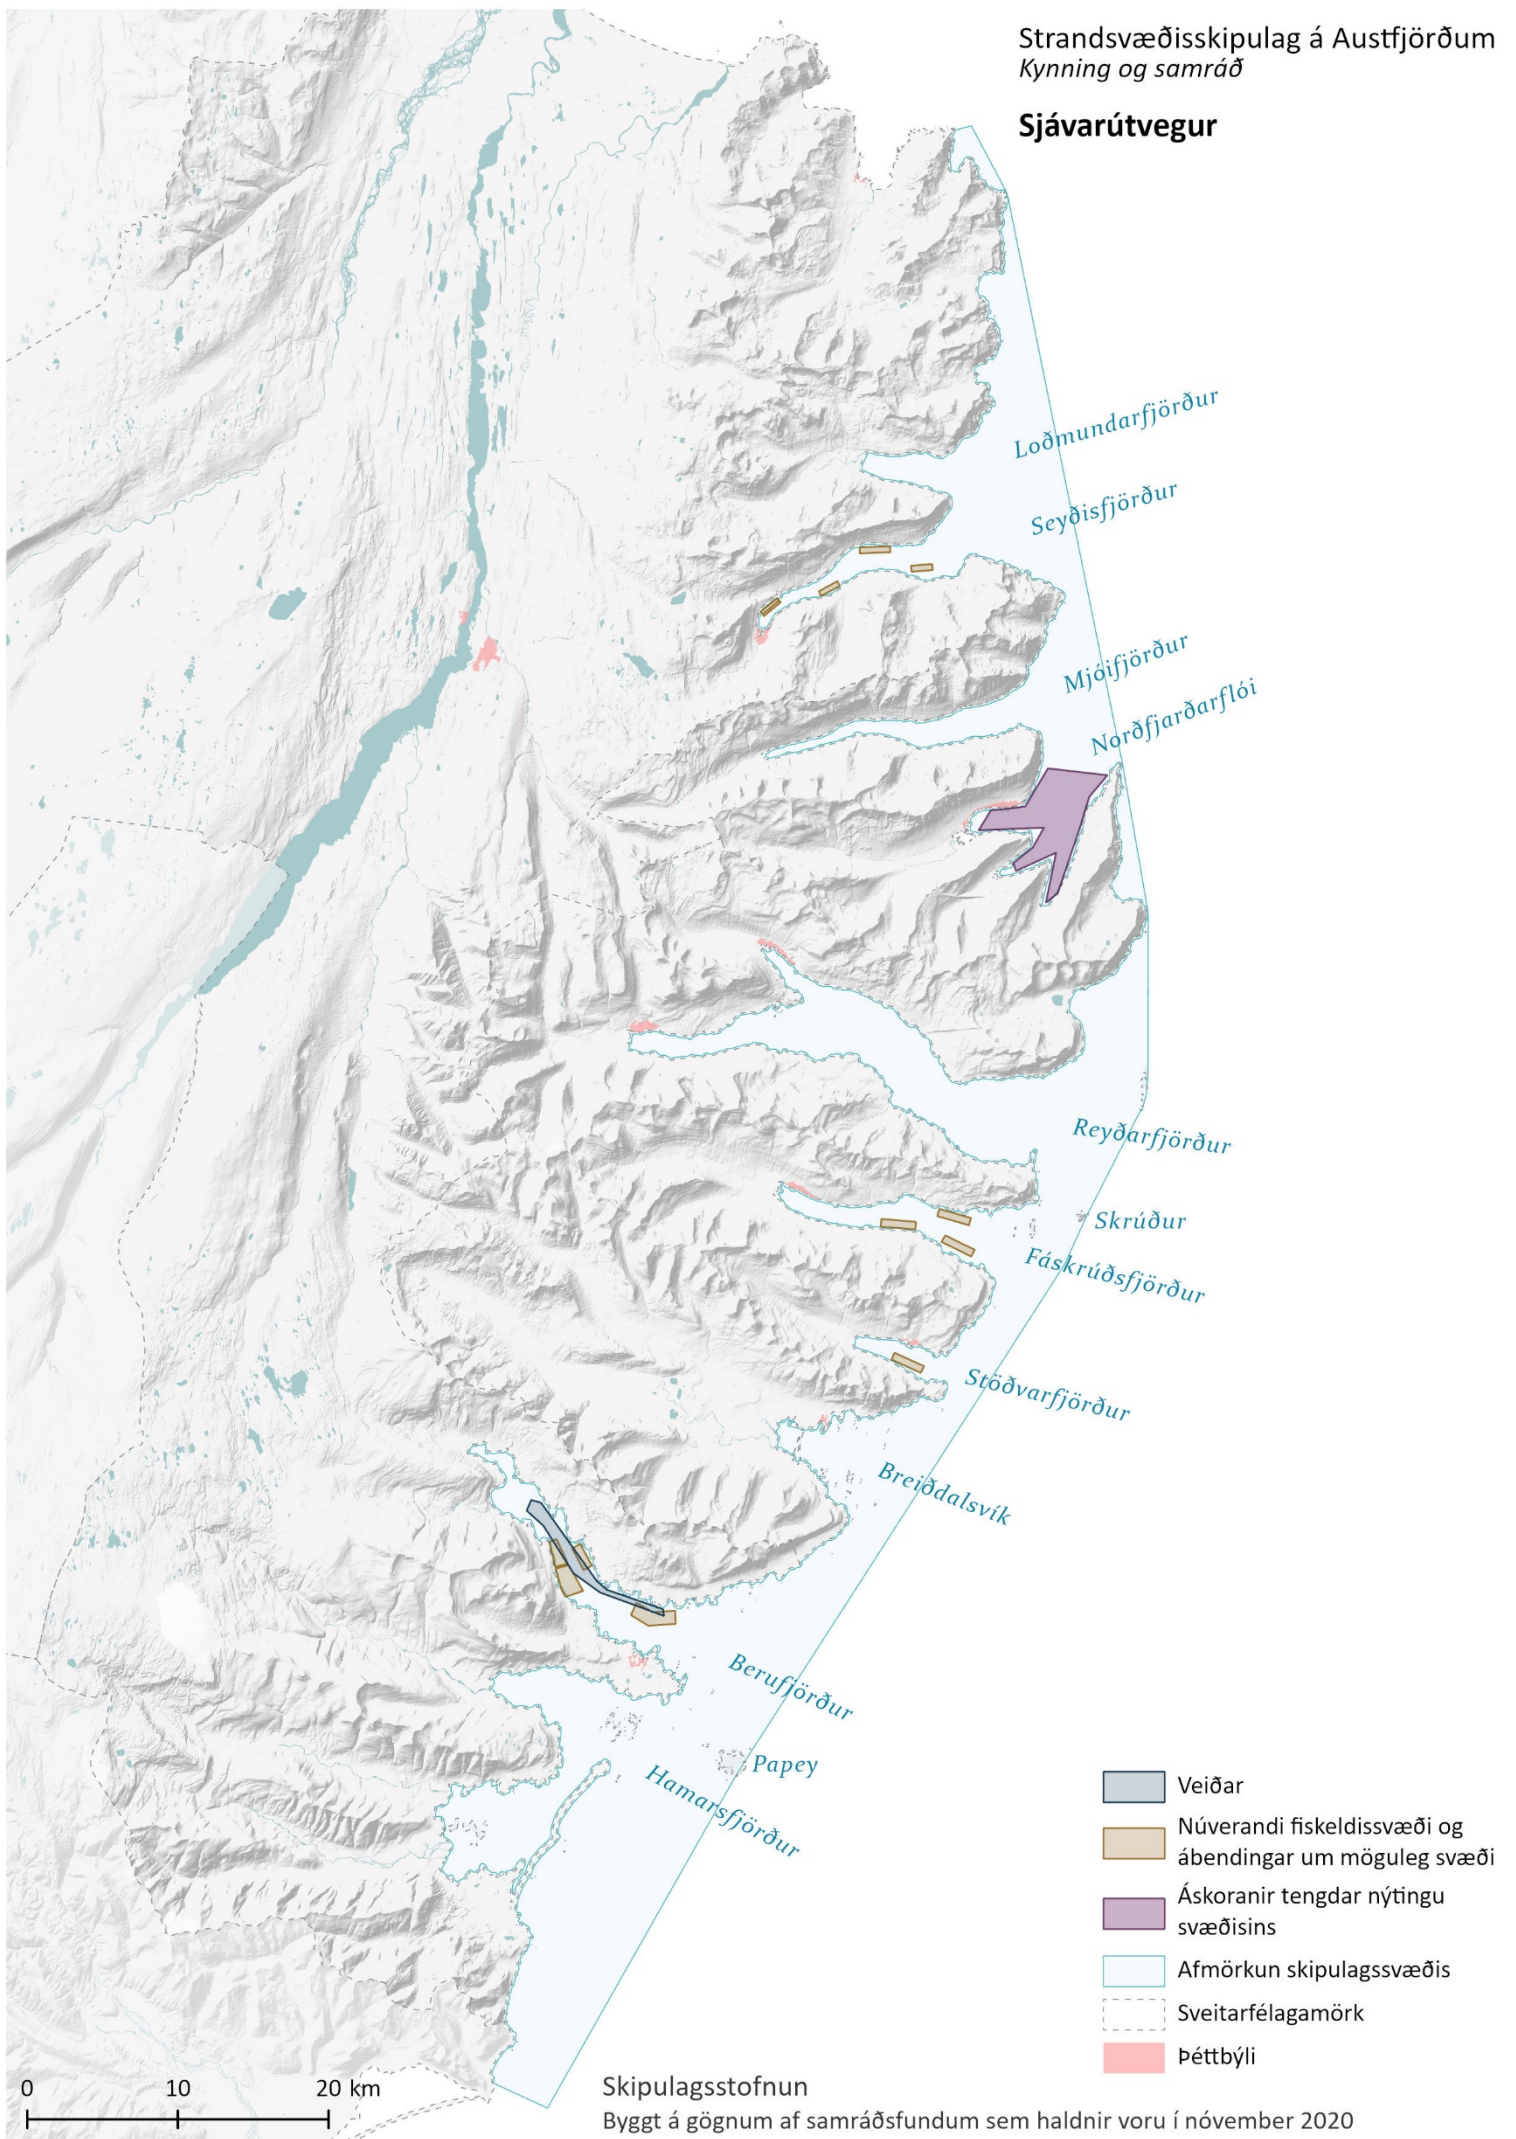 Strandsvæðisskipulag á Austfjörðum
Kynning og samráð
Sjávarútvegur
Loðmundarfjörður
Seyðisfjörður
Mjóifjörður
Norðfjarðarflói
Reyðarfjörður
Skrúður
Fáskrúðsfjörður
Stöðvarfjörður
Breiðdalsvík
Berufjörður
Papey
Hamarsfjörður
Veiðar
Núverandi fiskeldissvæði og
ábendingar um möguleg svæði
Áskoranir tengdar nýtingu
svæðisins
Afmörkun skipulagssvæðis
Sveitarfélagamörk
Þéttbýli
0 10 20 km
Skipulagsstofnun
Byggt á gögnum af samráðsfundum sem haldnir voru í nóvember 2020